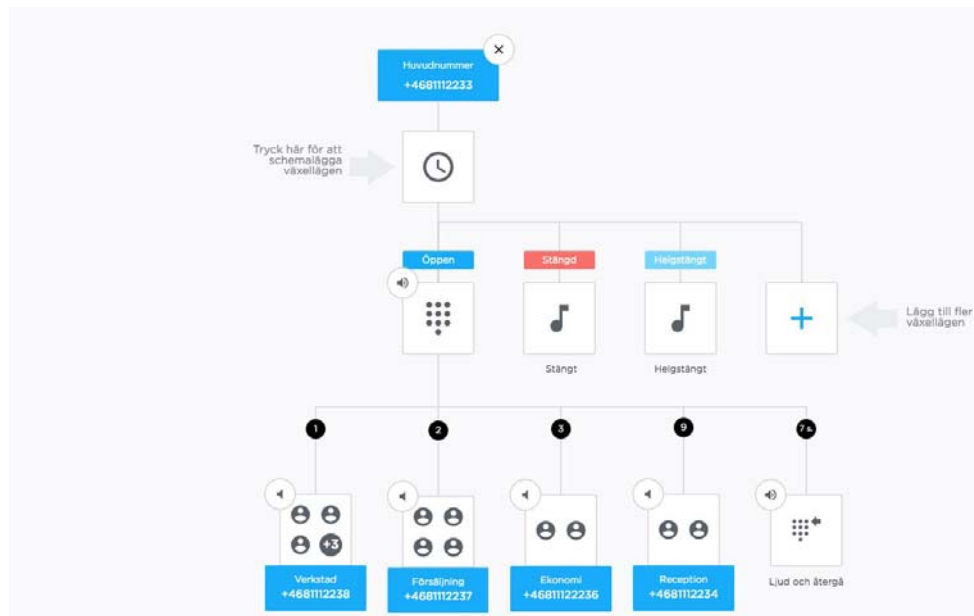 Huvudnummer
+4681112233
Tryck här för att
schemalägga
växellägen
Öppen
Stängd
Helgstängt
Lägg till fler
växellägen
Stängt
Helgstängt
1
2
3
9
7
+3
Verkstad
+4681112238
Försäljning
+4681112237
Ekonomi
+46811122236
Reception
+4681112234
Ljud och återgå